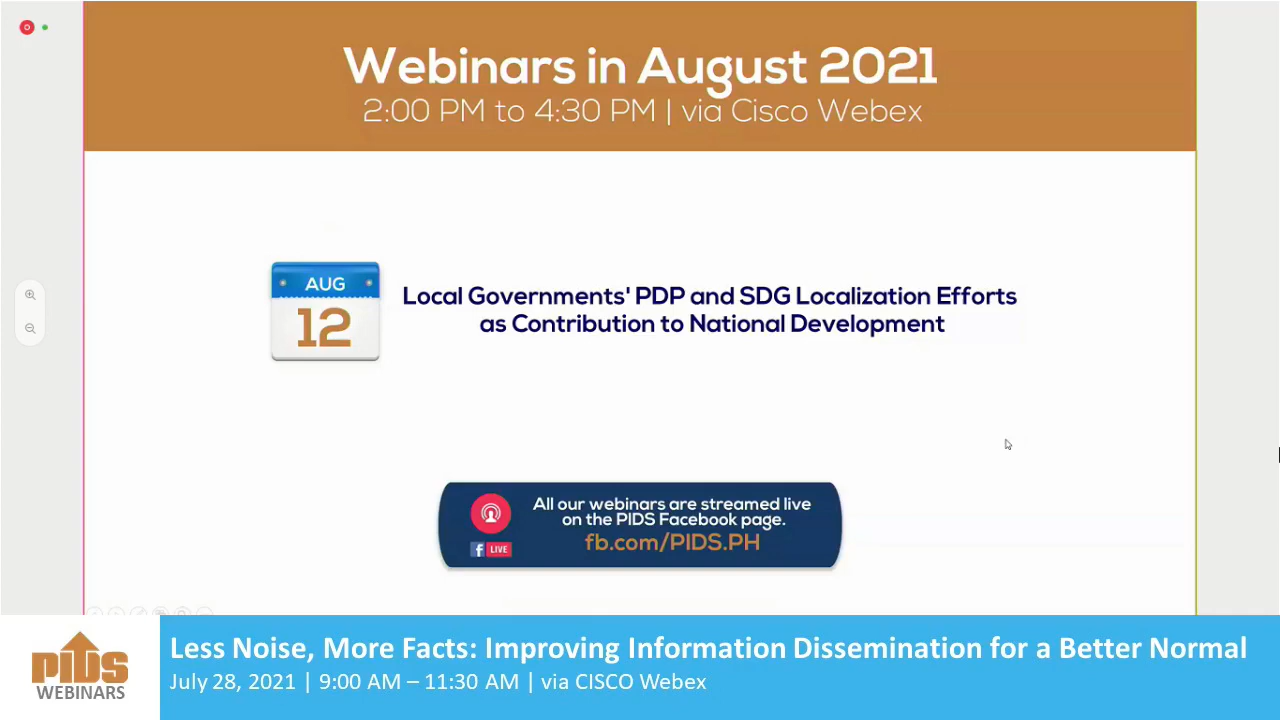 Webinars in August 2021
2:00 PM to 4:30 PM | via Cisco Webex
AUG
12
Local Governments' PDP and SDG Localization Efforts
as Contribution to National Development
All our webinars are streamed live
on the PIDS Facebook page.
fb.com/PIDS.PH
f LIVE
PIDS
WEBINARS
Less Noise, More Facts: Improving Information Dissemination for a Better Normal
July 28, 2021 | 9:00 AM – 11:30 AM | via CISCO Webex